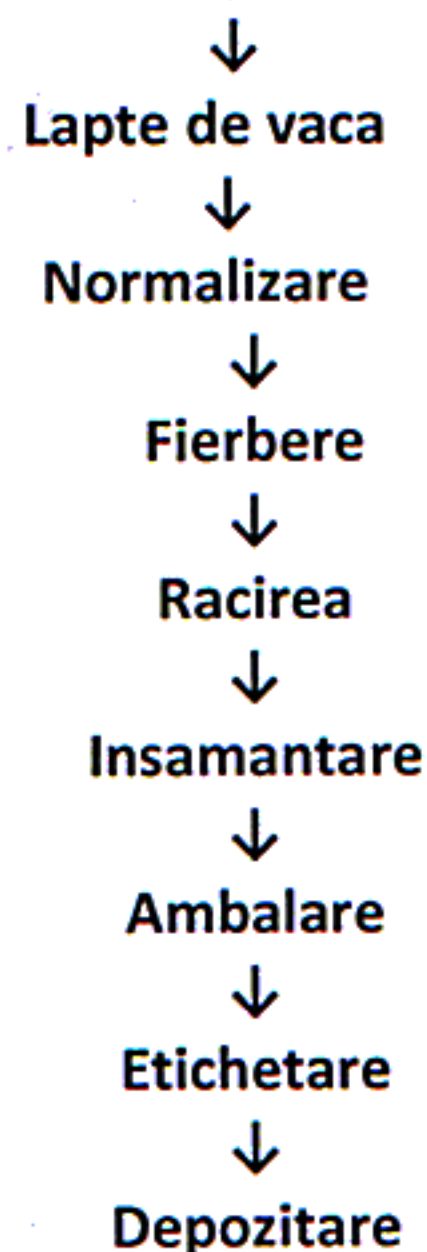 Lapte de vaca
Normalizare
Fierbere
Racirea
Insamantare
Ambalare
Etichetare
Depozitare